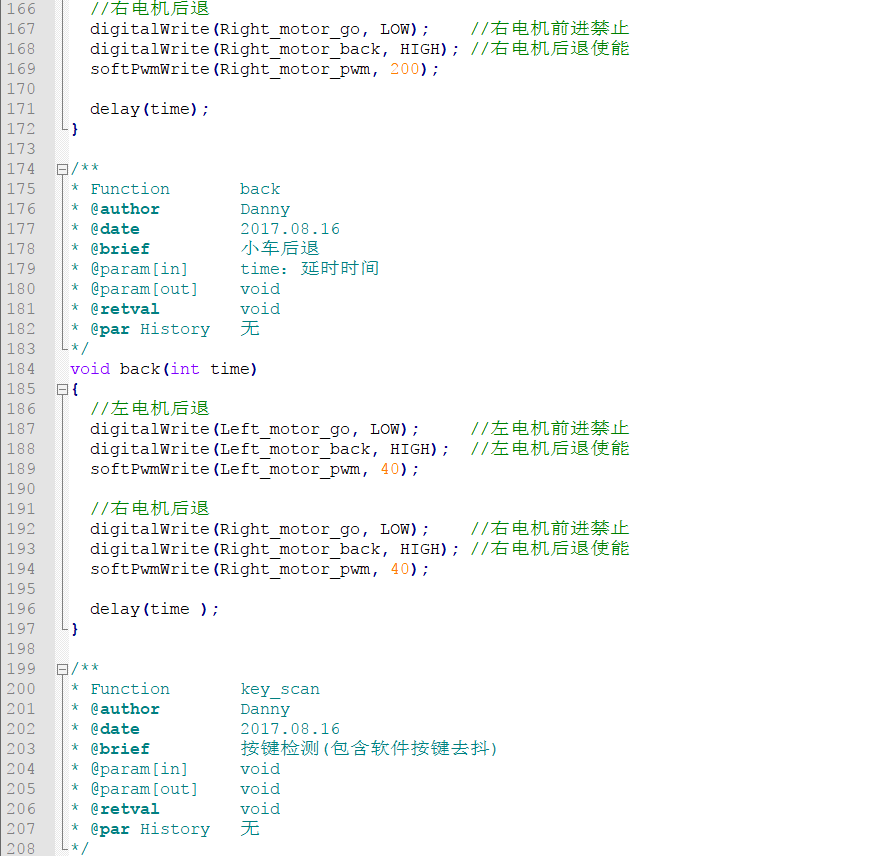 166 //右电机后退
167 digitalWrite(Right_motor_go, LOW); //右电机前进禁止
168 digitalWrite(Right_motor_back, HIGH); //右电机后退使能
169 softPwmWrite(Right_motor_pwm, 200);
170
171 delay(time);
172 }
173
174 /**
175 * Function back
176 * @author Danny
177 * @date 2017.08.16
178 * @brief 小车后退
179 * @param[in] time：延时时间
180 * @param[out] void
181 * @retval void
182 * @par History 无
183 */
184 void back(int time)
185 {
186 //左电机后退
187 digitalWrite(Left_motor_go, LOW); //左电机前进禁止
188 digitalWrite(Left_motor_back, HIGH); //左电机后退使能
189 softPwmWrite(Left_motor_pwm, 40);
190
191 //右电机后退
192 digitalWrite(Right_motor_go, LOW); //右电机前进禁止
193 digitalWrite(Right_motor_back, HIGH); //右电机后退使能
194 softPwmWrite(Right_motor_pwm, 40);
195
196 delay(time );
197 }
198
199 /**
200 * Function key_scan
201 * @author Danny
202 * @date 2017.08.16
203 * @brief 按键检测(包含软件按键去抖)
204 * @param[in] void
205 * @param[out] void
206 * @retval void
207 * @par History 无
208 */